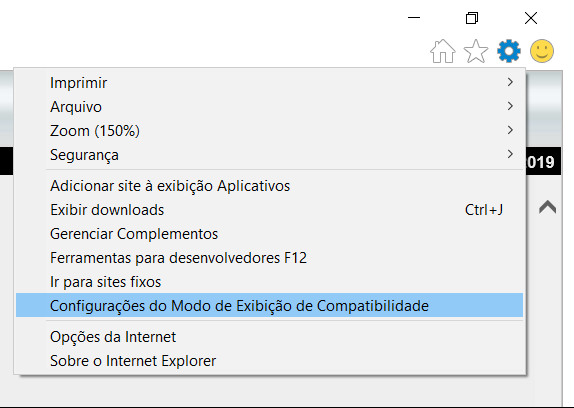 Imprimir
Arquivo
Zoom (150%)
Segurança
2019
Adicionar site à exibição Aplicativos
Exibir downloads Ctrl+J
Gerenciar Complementos
Ferramentas para desenvolvedores F12
Ir para sites fixos
Configurações do Modo de Exibição de Compatibilidade
Opções da Internet
Sobre o Internet Explorer